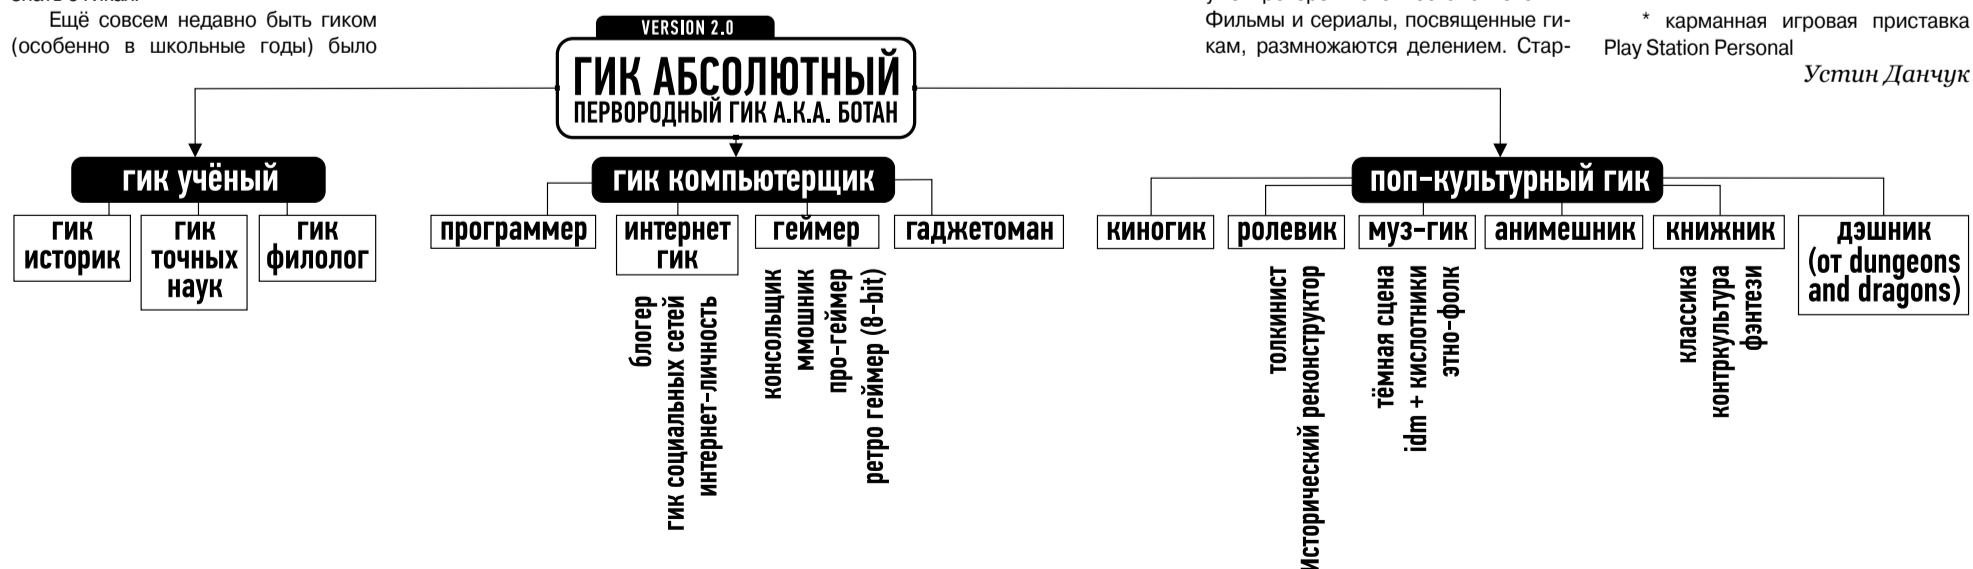 Ещё совсем недавно быть гиком
(особенно в школьные годы) было
Фильмы и сериалы, посвященные ги-
кам, размножаются делением. Стар-
* карманная игровая приставка
Play Station Personal
Устин Данчук
VERSION 2.0
ГИК АБСОЛЮТНЫЙ
ПЕРВОРОДНЫЙ ГИК А.К.А. БОТАН
гик учёный
гик
историк
гик
точных
наук
гик
филолог
гик компьютерщик
программер
интернет
гик
блогер
гик социальных сетей
интернет-личность
геймер
консольщик
ммошник
про-геймер
ретро геймер (8-bit)
гаджетоман
поп-культурный гик
киногик
ролевик
толкинист
исторический реконструктор
муз-гик
тёмная сцена
idm + кислотники
этно-фолк
анимешник
книжник
классика
контркультура
фэнтези
дэшник
(от dungeons
and dragons)